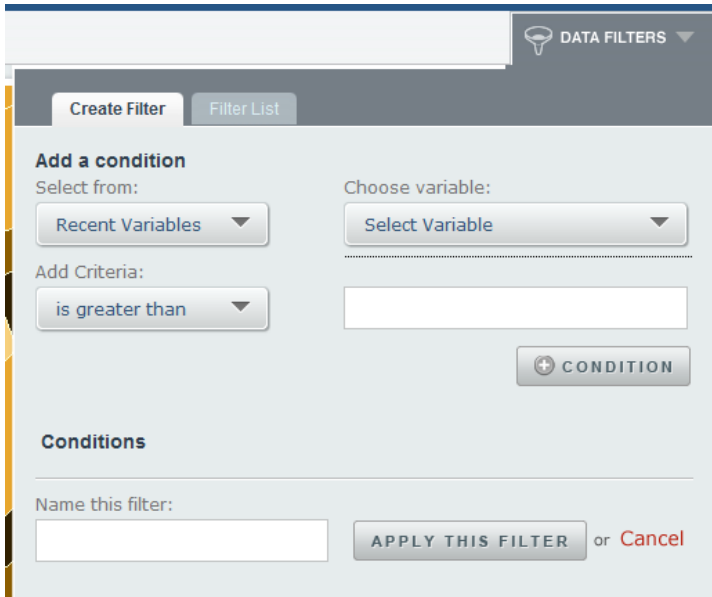 DATA FILTERS
Create Filter Filter List
Add a condition
Select from: Choose variable:
Recent Variables Select Variable
Add Criteria:
is greater than
CONDITION
Conditions
Name this filter:
APPLY THIS FILTER or Cancel